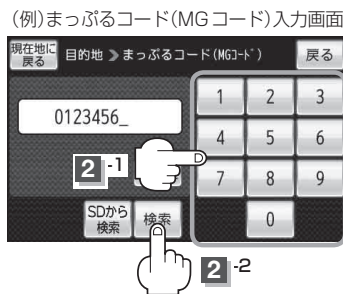 (例)まっぷるコード(MGコード)入力画面
現在地に
戻る
目的地 》まっぷるコード(MGｺｰﾄﾞ)
戻る
0123456_
1 2 3
4 5 6
7 8 9
0
2 -1
SDから
検索
検索
2 -2